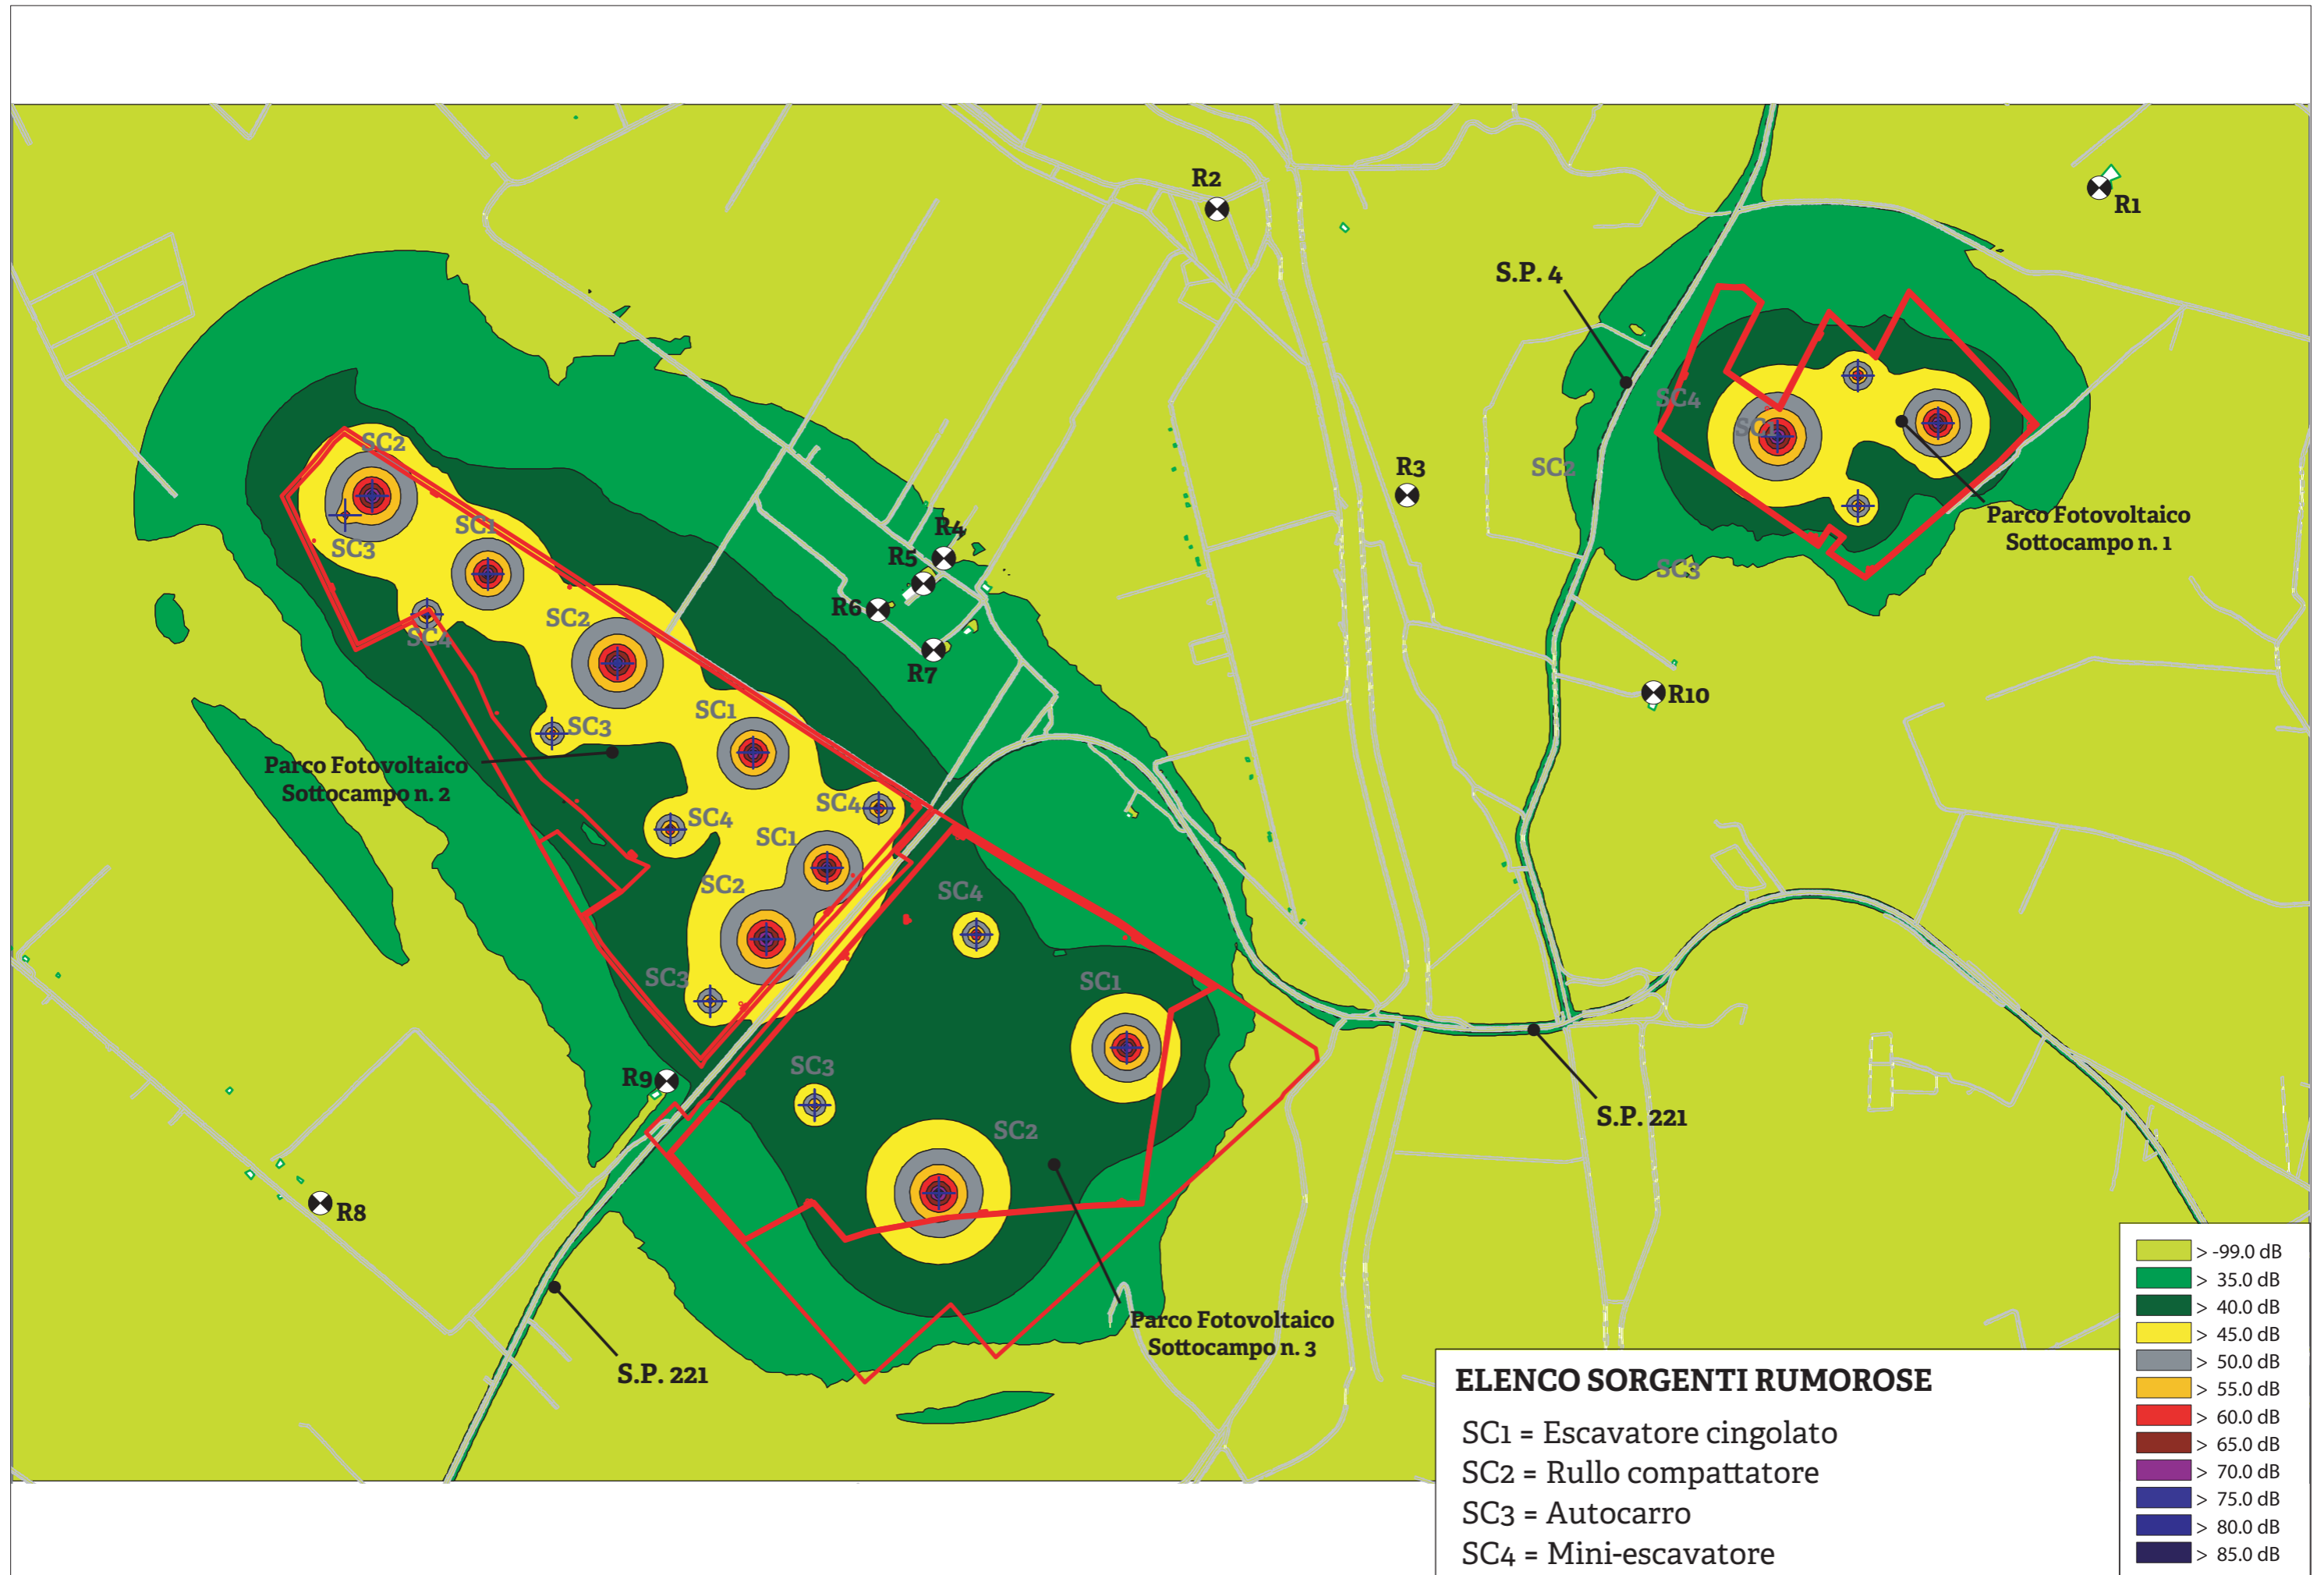 R2
R1
S.P. 4
SC4
SC1
SC2
R3
SC2
Parco Fotovoltaico
Sottocampo n. 1
SC1
R4
SC3
R5
SC3
R6
SC2
SC4
R7
R10
SC1
SC3
Parco Fotovoltaico
Sottocampo n. 2
SC4
SC4
SC1
SC2
SC4
SC3
SC1
SC3
R9
S.P. 221
SC2
R8
Parco Fotovoltaico
Sottocampo n. 3
S.P. 221
ELENCO SORGENTI RUMOROSE
SC1 = Escavatore cingolato
SC2 = Rullo compattatore
SC3 = Autocarro
SC4 = Mini-escavatore
> -99.0 dB
> 35.0 dB
> 40.0 dB
> 45.0 dB
> 50.0 dB
> 55.0 dB
> 60.0 dB
> 65.0 dB
> 70.0 dB
> 75.0 dB
> 80.0 dB
> 85.0 dB